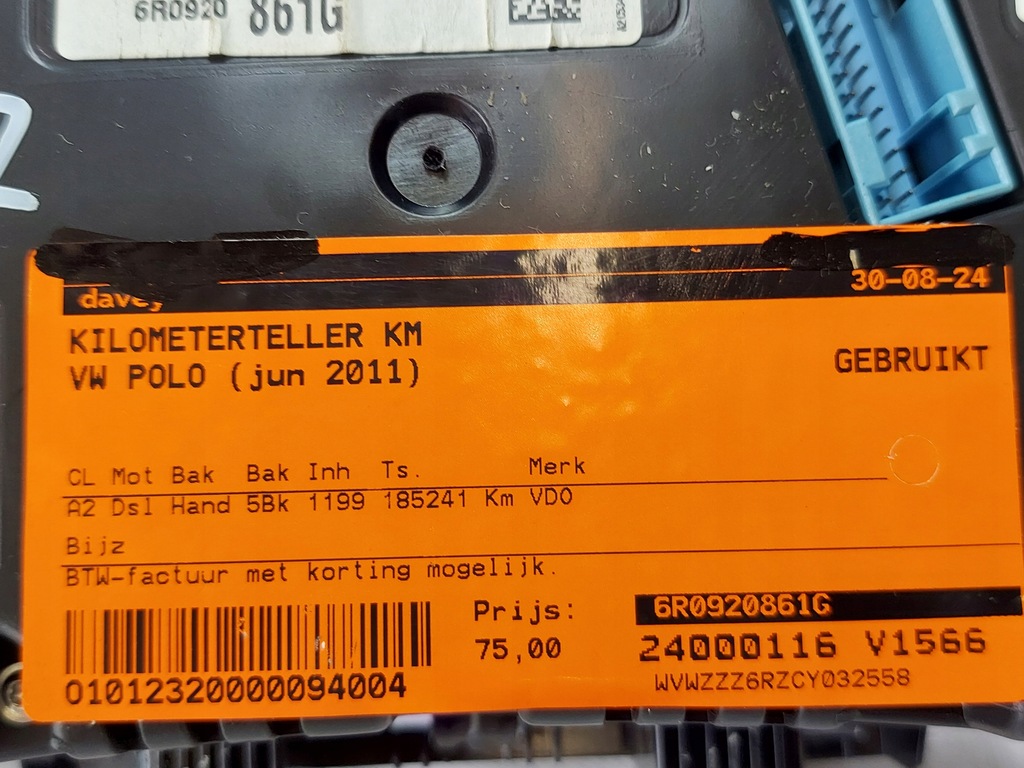 6R0920 861G
davey 30-08-24
KILOMETERTELLER KM
VW POLO (jun 2011) GEBRUIKT
CL Mot Bak Bak Inh Ts. Merk
A2 Dsl Hand 5Bk 1199 185241 Km VDO
Bijz
BTW-factuur met korting mogelijk.
Prijs: 6R0920861G
75,00 24000116 V1566
01012320000094004 WVWZZZ6RZCY032558